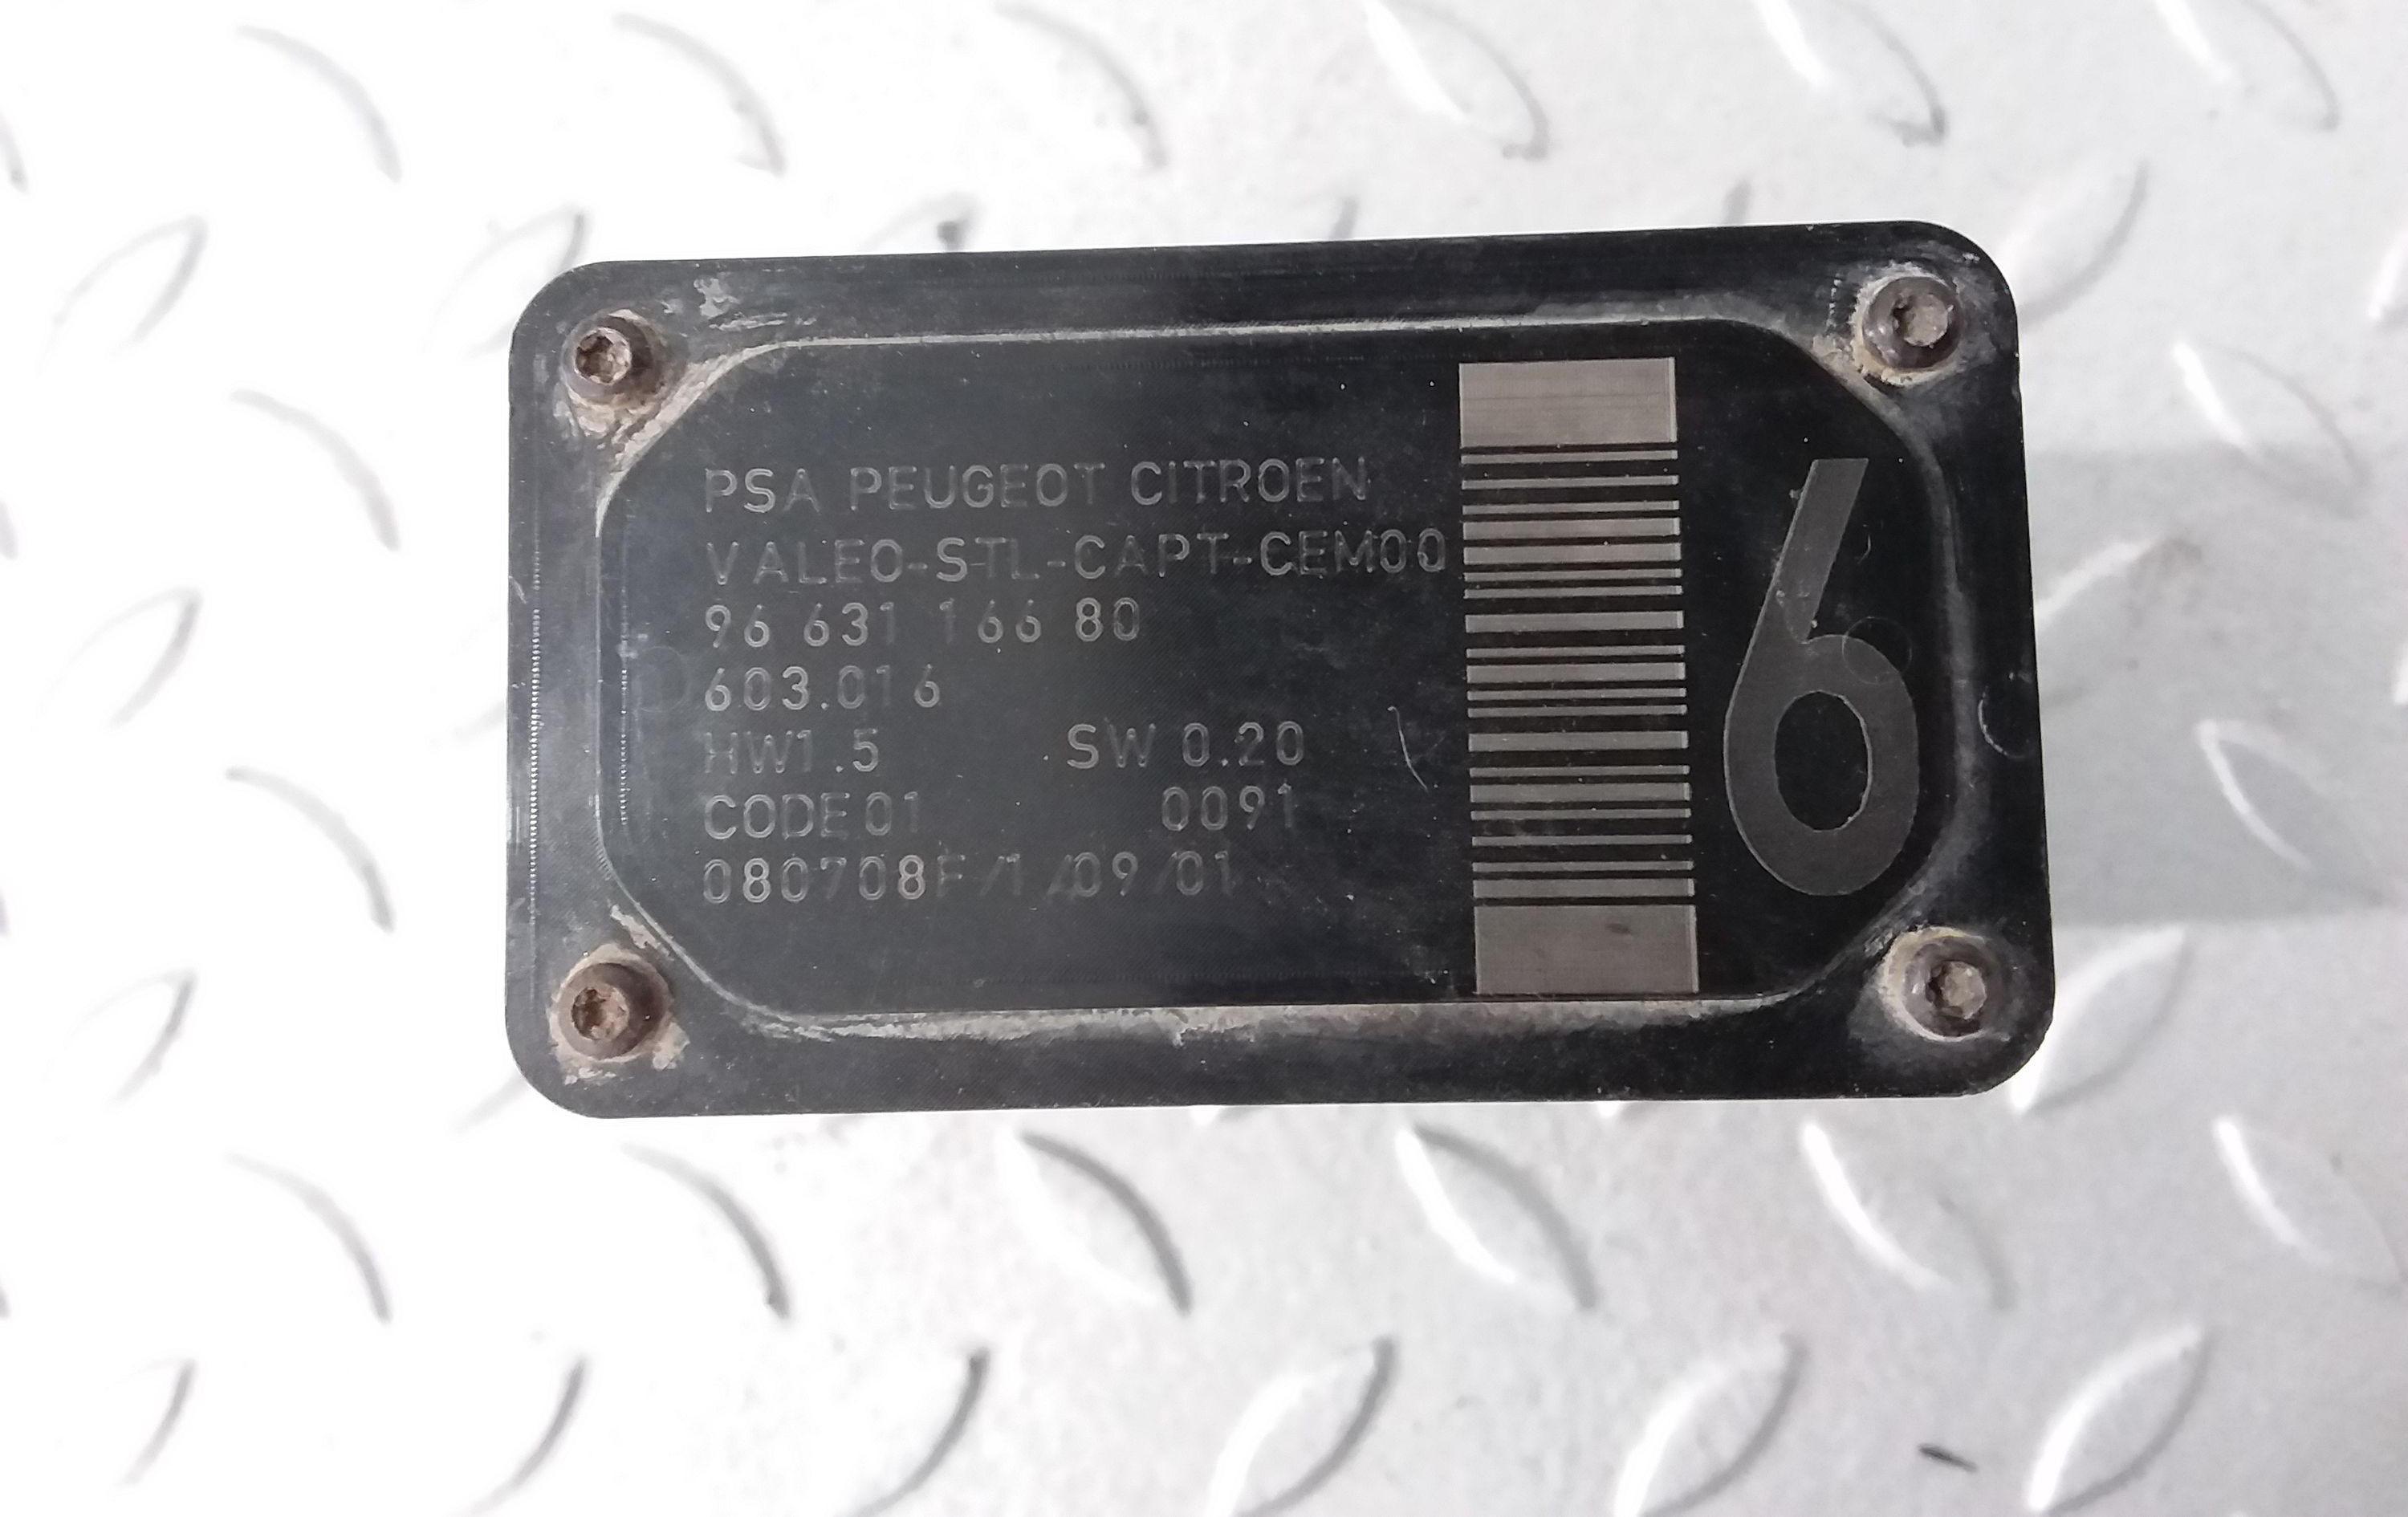 PSA PEUGEOT CITROEN
VALEO-STL-CAPT-CEM00
96 631 166 80
603.016
HW1.5 SW 0.20
CODE 01 0091
080708F/1/09/01
6